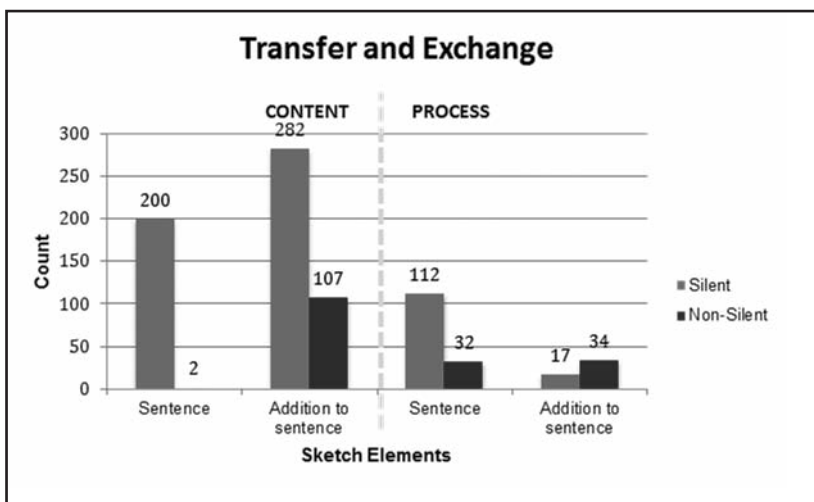 Transfer and Exchange
CONTENT PROCESS
300
250
200
150
100
50
0
Count
200
2
282
107
112
32
17
34
Sentence
Addition to
sentence
Sentence
Addition to
sentence
Sketch Elements
Silent
Non-Silent